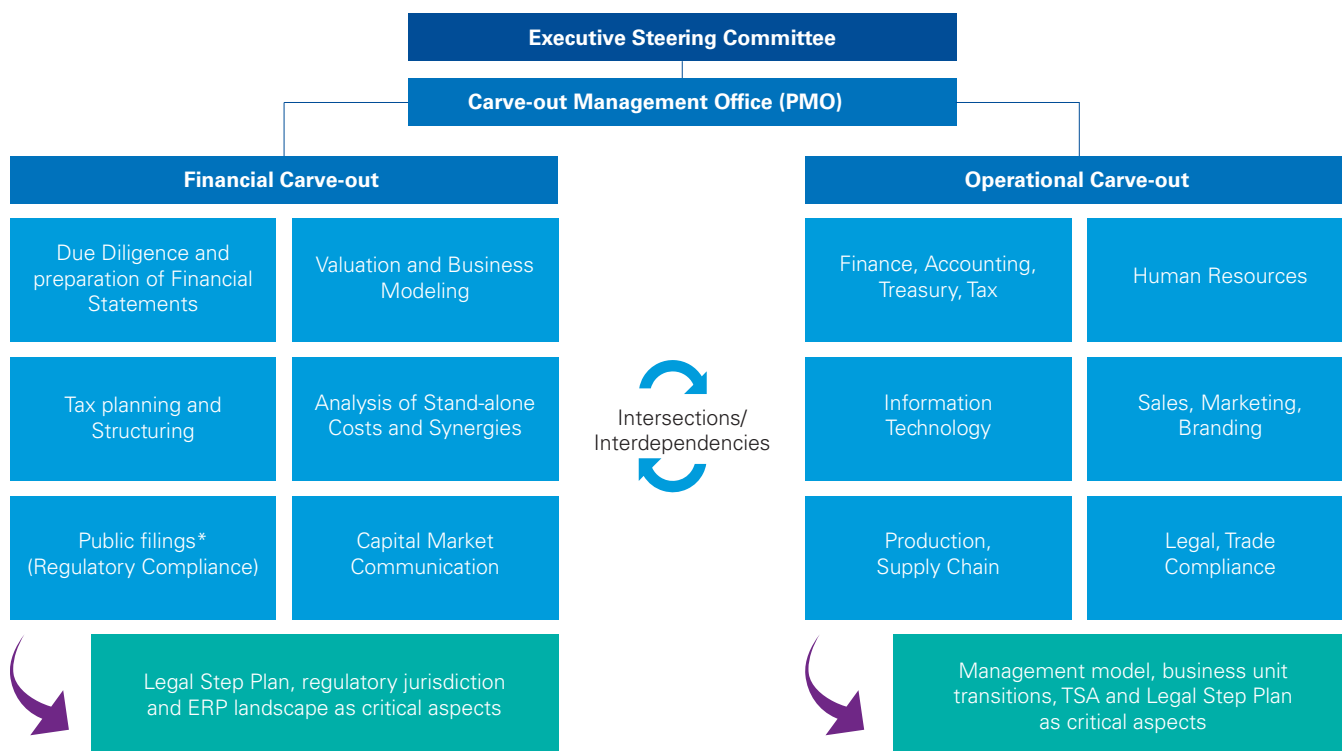 Executive Steering Committee
Carve-out Management Office (PMO)
Financial Carve-out
Due Diligence and
preparation of Financial
Statements
Valuation and Business
Modeling
Tax planning and
Structuring
Analysis of Stand-alone
Costs and Synergies
Public filings*
(Regulatory Compliance)
Capital Market
Communication
Legal Step Plan, regulatory jurisdiction
and ERP landscape as critical aspects
Intersections/
Interdependencies
Operational Carve-out
Finance, Accounting,
Treasury, Tax
Human Resources
Information
Technology
Sales, Marketing,
Branding
Production,
Supply Chain
Legal, Trade
Compliance
Management model, business unit
transitions, TSA and Legal Step Plan
as critical aspects